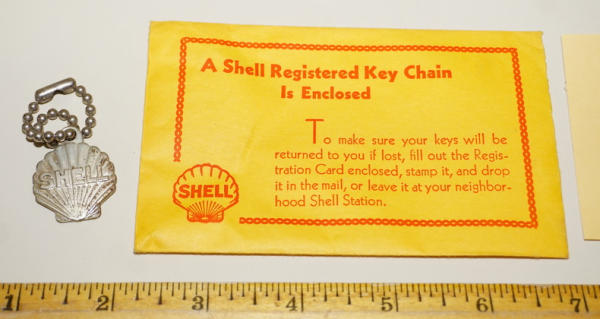 A Shell Registered Key Chain
Is Enclosed
To make sure your keys will be
returned to you if lost, fill out the Regis-
tration Card enclosed, stamp it, and drop
it in the mail, or leave it at your neighbor-
hood Shell Station.
SHELL
SHELL
1 2 3 4 5 6 7